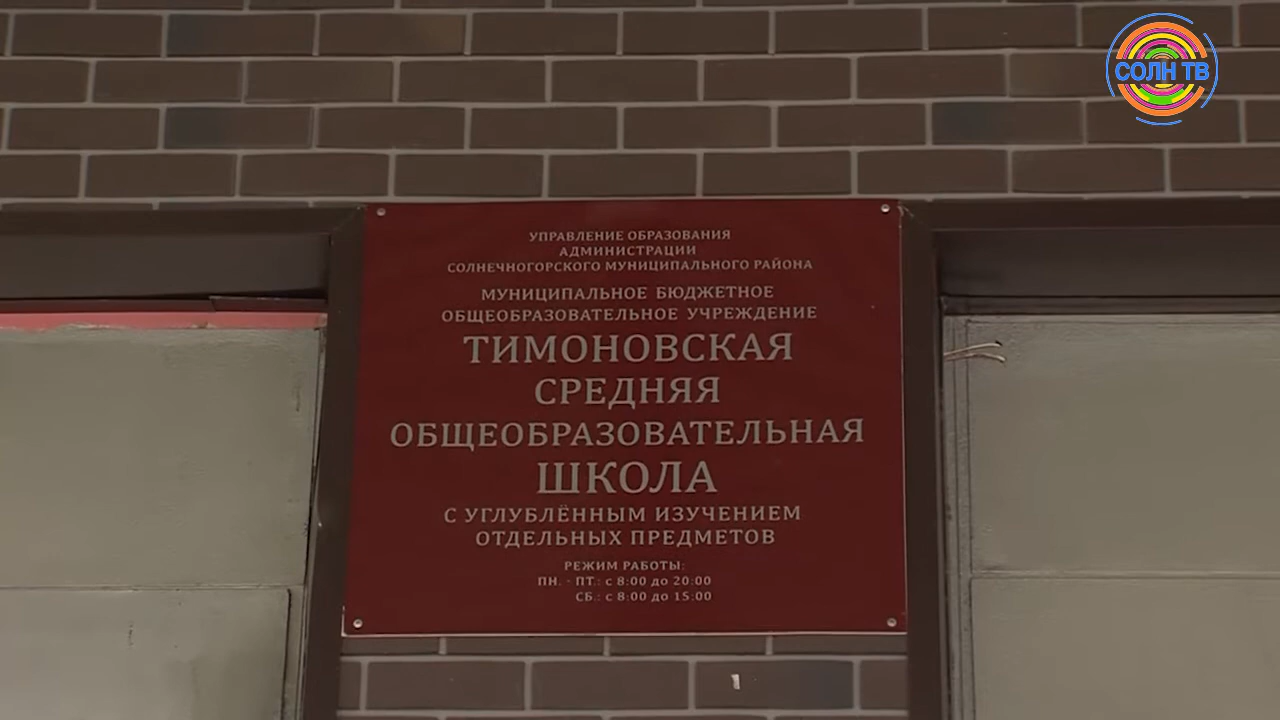 СОЛН ТВ
УПРАВЛЕНИЕ ОБРАЗОВАНИЯ
АДМИНИСТРАЦИИ
СОЛНЕЧНОГОРСКОГО МУНИЦИПАЛЬНОГО РАЙОНА
МУНИЦИПАЛЬНОЕ БЮДЖЕТНОЕ
ОБЩЕОБРАЗОВАТЕЛЬНОЕ УЧРЕЖДЕНИЕ
ТИМОНОВСКАЯ
СРЕДНЯЯ
ОБЩЕОБРАЗОВАТЕЛЬНАЯ
ШКОЛА
С УГЛУБЛЁННЫМ ИЗУЧЕНИЕМ
ОТДЕЛЬНЫХ ПРЕДМЕТОВ
РЕЖИМ РАБОТЫ:
ПН. - ПТ.: с 8:00 до 20:00
СБ.: с 8:00 до 15:00